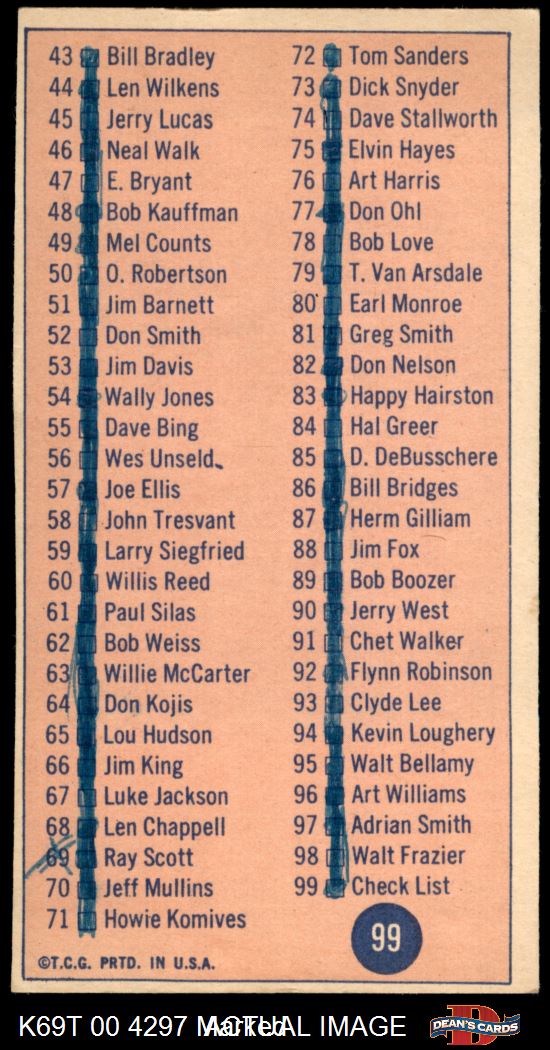 43 Bill Bradley
44 Len Wilkens
45 Jerry Lucas
46 Neal Walk
47 E. Bryant
48 Bob Kauffman
49 Mel Counts
50 O. Robertson
51 Jim Barnett
52 Don Smith
53 Jim Davis
54 Wally Jones
55 Dave Bing
56 Wes Unseld
57 Joe Ellis
58 John Tresvant
59 Larry Siegfried
60 Willis Reed
61 Paul Silas
62 Bob Weiss
63 Willie McCarter
64 Don Kojis
65 Lou Hudson
66 Jim King
67 Luke Jackson
68 Len Chappell
69 Ray Scott
70 Jeff Mullins
71 Howie Komives
72 Tom Sanders
73 Dick Snyder
74 Dave Stallworth
75 Elvin Hayes
76 Art Harris
77 Don Ohl
78 Bob Love
79 T. Van Arsdale
80 Earl Monroe
81 Greg Smith
82 Don Nelson
83 Happy Hairston
84 Hal Greer
85 D. DeBusschere
86 Bill Bridges
87 Herm Gilliam
88 Jim Fox
89 Bob Boozer
90 Jerry West
91 Chet Walker
92 Flynn Robinson
93 Clyde Lee
94 Kevin Loughery
95 Walt Bellamy
96 Art Williams
97 Adrian Smith
98 Walt Frazier
99 Check List
99
©T.C.G. PRTD. IN U.S.A.
K69T 00 4297 Marked ACTUAL IMAGE
D DEAN'S CARDS